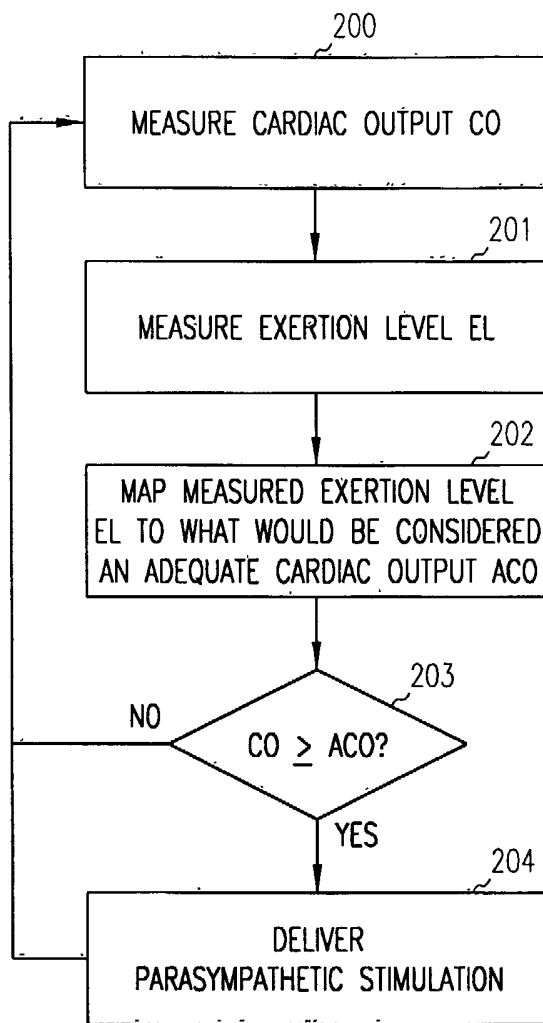 200
MEASURE CARDIAC OUTPUT CO
201
MEASURE EXERTION LEVEL EL
202
MAP MEASURED EXERTION LEVEL
EL TO WHAT WOULD BE CONSIDERED
AN ADEQUATE CARDIAC OUTPUT ACO
203
NO
CO ≥ ACO?
YES
204
DELIVER
PARASYMPATHETIC STIMULATION